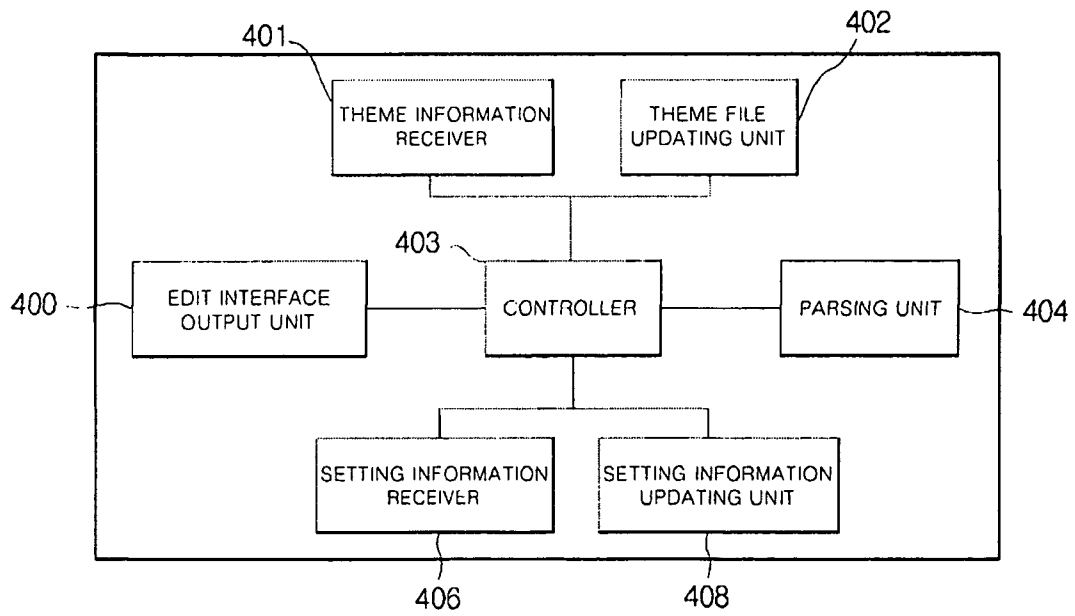 401
402
THEME INFORMATION
RECEIVER
THEME FILE
UPDATING UNIT
403
400
EDIT INTERFACE
OUTPUT UNIT
CONTROLLER
PARSING UNIT
404
SETTING INFORMATION
RECEIVER
SETTING INFORMATION
UPDATING UNIT
406
408